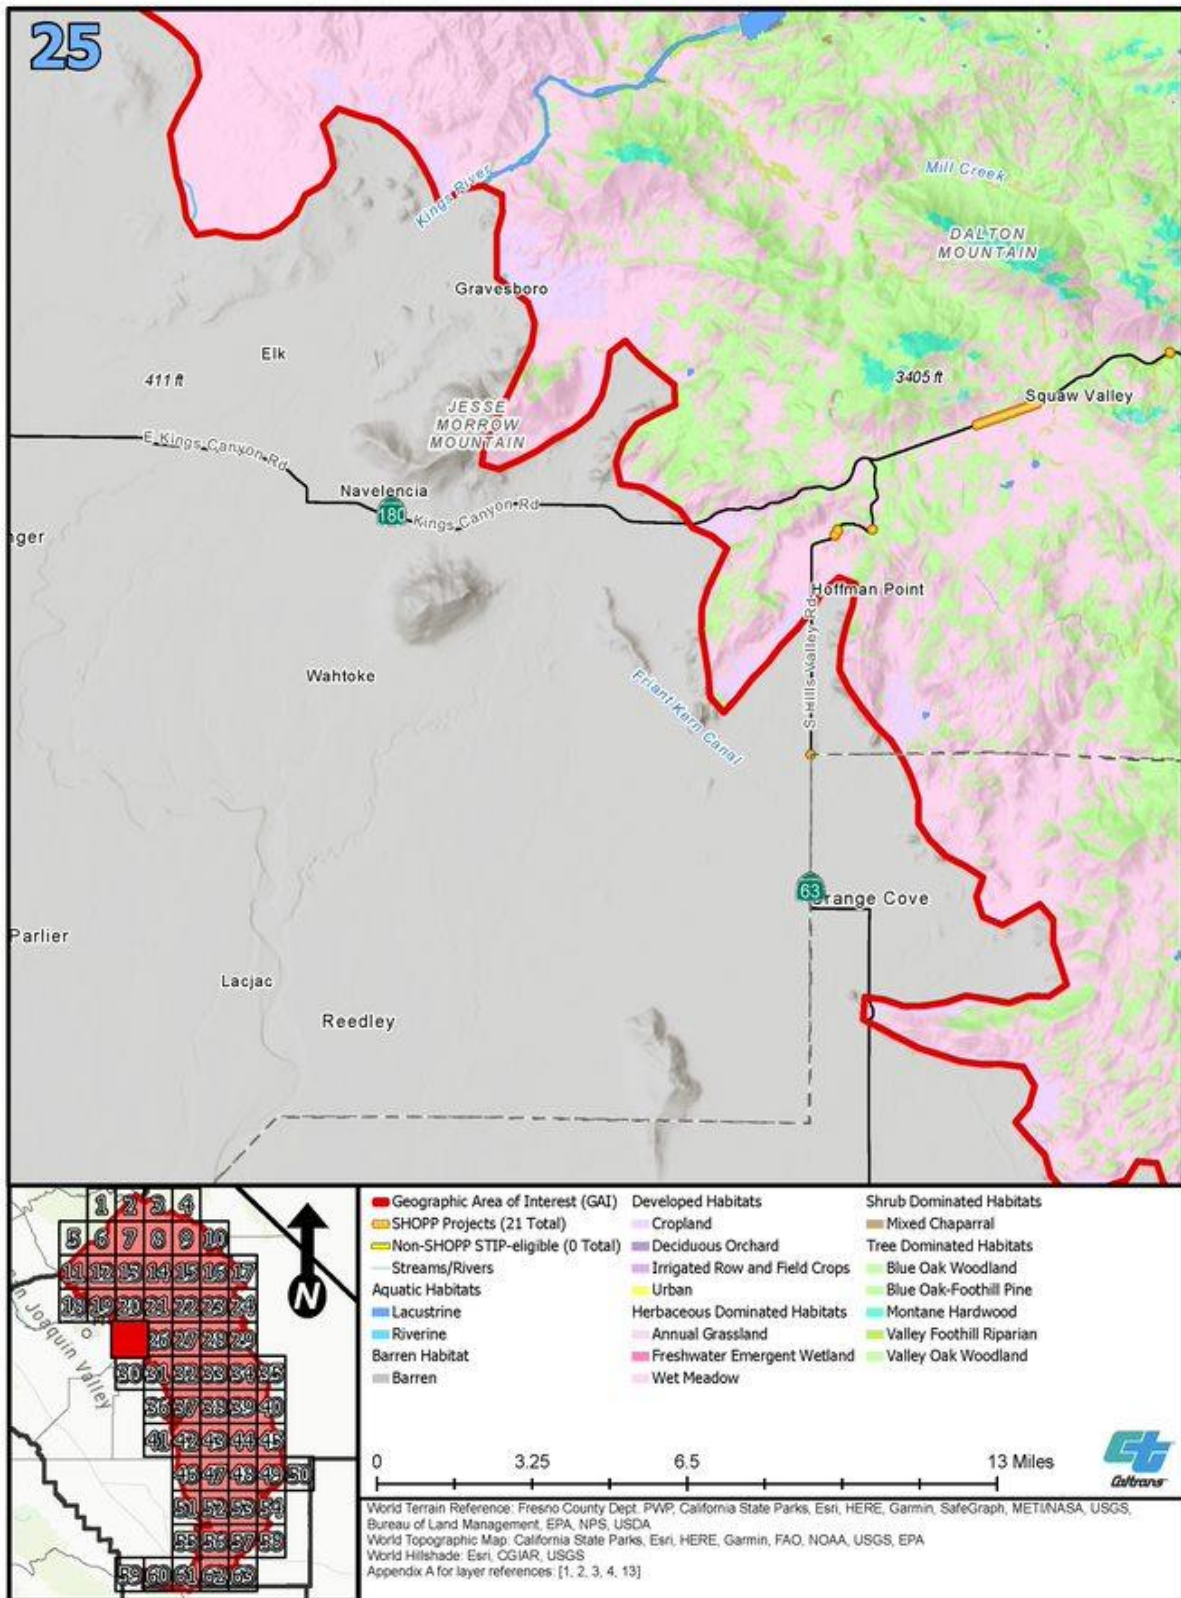 25
Kings River
Mill Creek
DALTON
MOUNTAIN
Gravesboro
Elk
411 ft
3405 ft
Squaw Valley
JESSE
MORROW
MOUNTAIN
E Kings Canyon Rd
Navelencia
180
Kings Canyon Rd
nger
Hoffman Point
S Hills Valley Rd
Wahtoke
Friant Kern Canal
63
Orange Cove
Parlier
Lacjac
Reedley
1 2 3 4
5 6 7 8 9 10
11 12 13 14 15 16 17
18 19 20 21 22 23 24
26 27 28 29
30 31 32 33 34 35
36 37 38 39 40
41 42 43 44 45
46 47 48 49 50
51 52 53 54
55 56 57 58
59 60 61 62 63
n Joaquin Valley
N
Geographic Area of Interest (GAI)
SHOPP Projects (21 Total)
Non-SHOPP STIP-eligible (0 Total)
Streams/Rivers
Aquatic Habitats
Lacustrine
Riverine
Barren Habitat
Barren
Developed Habitats
Cropland
Deciduous Orchard
Irrigated Row and Field Crops
Urban
Herbaceous Dominated Habitats
Annual Grassland
Freshwater Emergent Wetland
Wet Meadow
Shrub Dominated Habitats
Mixed Chaparral
Tree Dominated Habitats
Blue Oak Woodland
Blue Oak-Foothill Pine
Montane Hardwood
Valley Foothill Riparian
Valley Oak Woodland
0 3.25 6.5 13 Miles
ct
Caltrans
World Terrain Reference: Fresno County Dept. PWP, California State Parks, Esri, HERE, Garmin, SafeGraph, METI/NASA, USGS,
Bureau of Land Management, EPA, NPS, USDA
World Topographic Map: California State Parks, Esri, HERE, Garmin, FAO, NOAA, USGS, EPA
World Hillshade: Esri, CGIAR, USGS
Appendix A for layer references: [1, 2, 3, 4, 13]